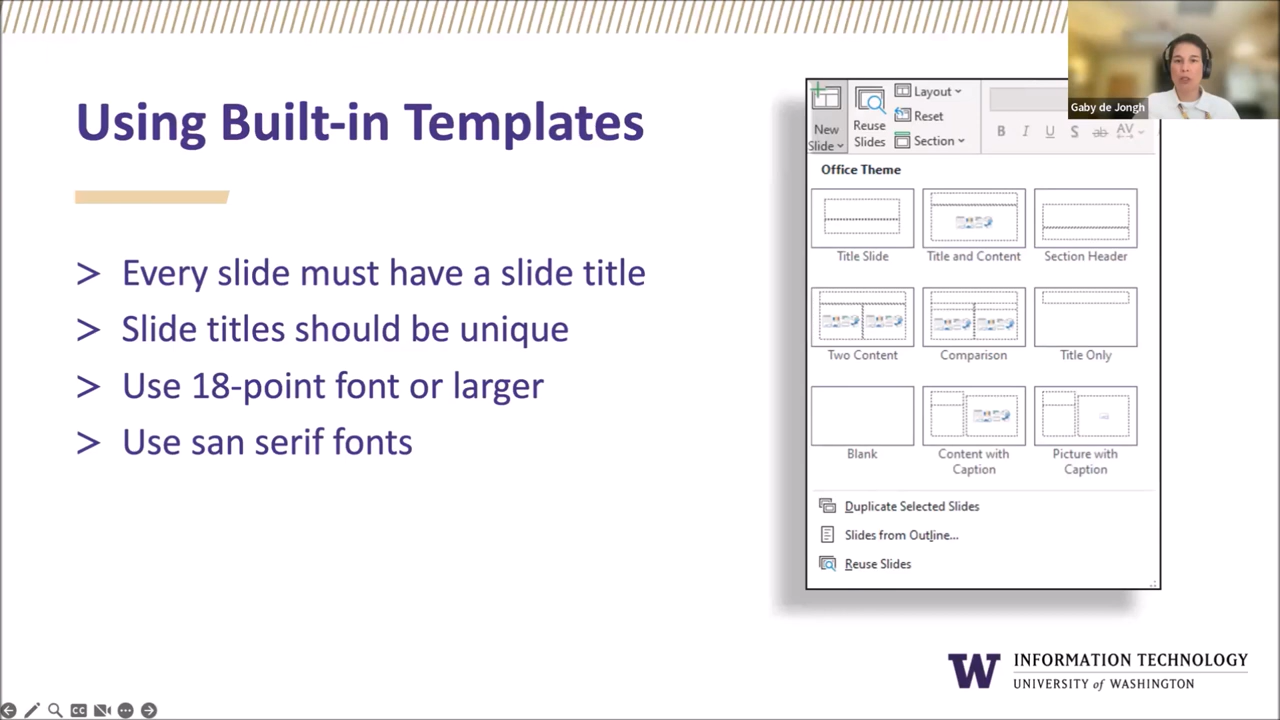 Using Built-in Templates
> Every slide must have a slide title
> Slide titles should be unique
> Use 18-point font or larger
> Use san serif fonts
New Slide
Reuse Slides
Layout
Reset
Section
B I U S ab AV
Office Theme
Title Slide
Title and Content
Section Header
Two Content
Comparison
Title Only
Blank
Content with
Caption
Picture with
Caption
Duplicate Selected Slides
Slides from Outline...
Reuse Slides
Gaby de Jongh
W INFORMATION TECHNOLOGY
UNIVERSITY of WASHINGTON
CC